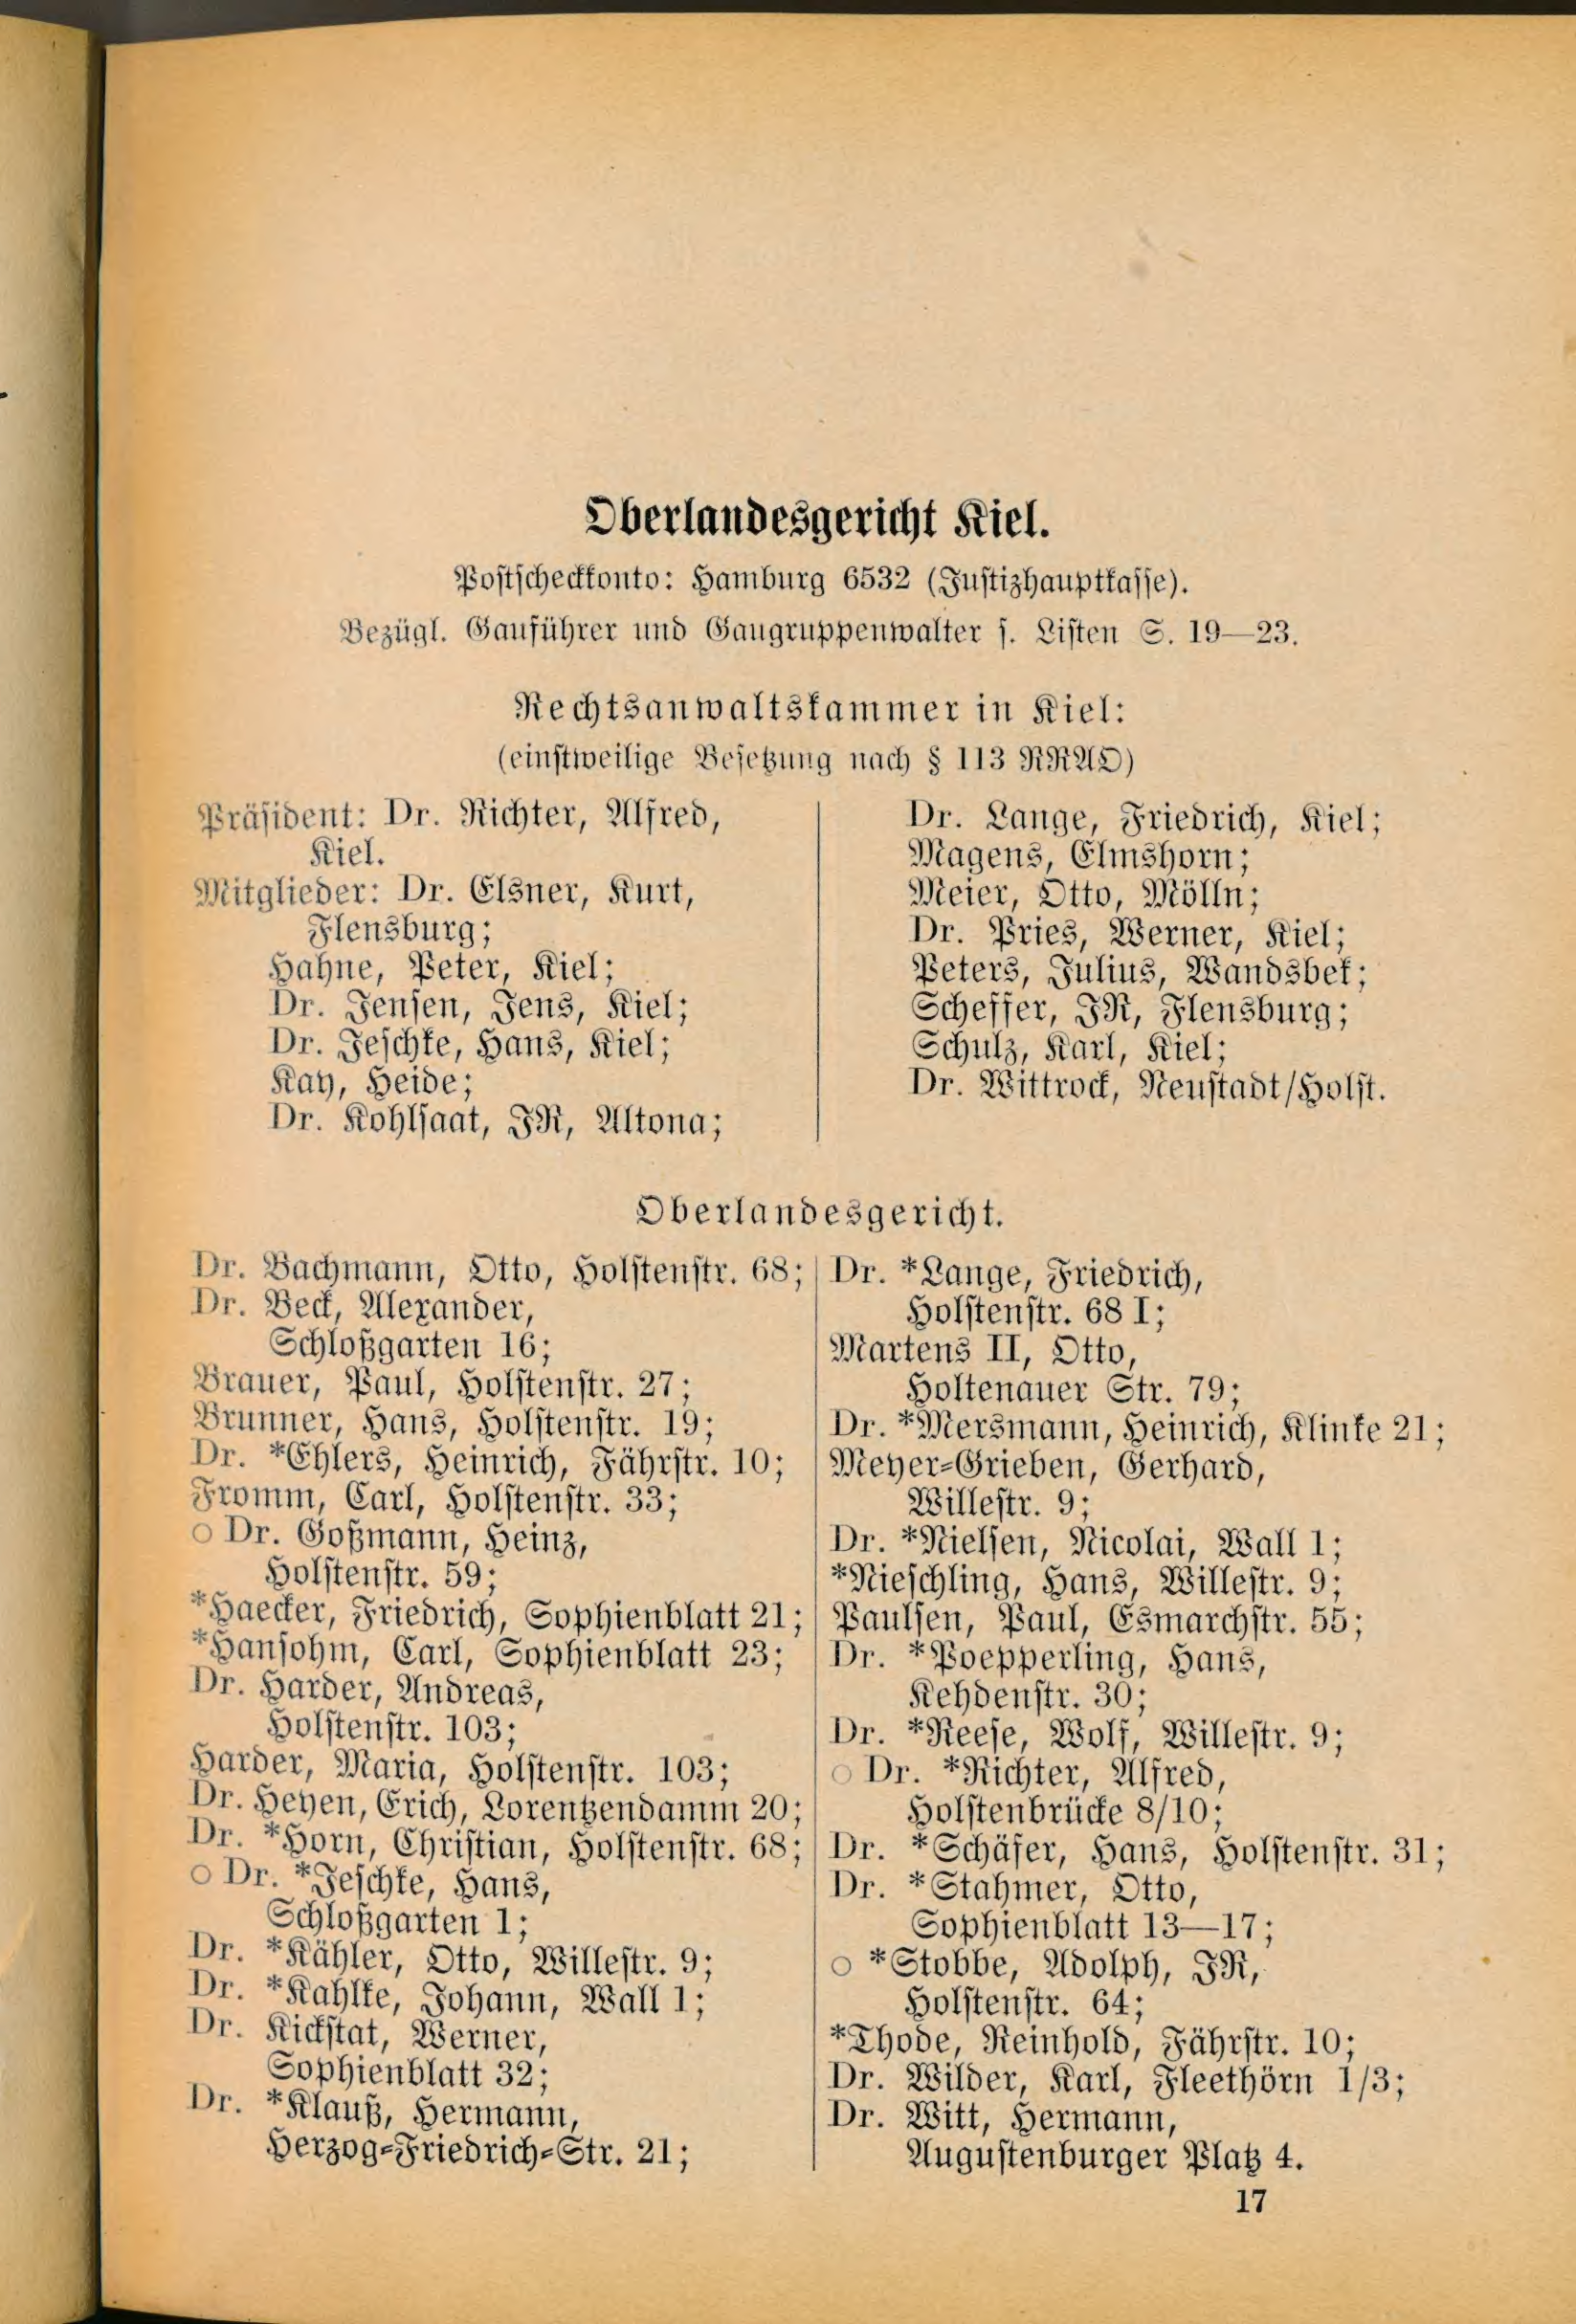 Oberlandesgericht Kiel.
Postscheckkonto: Hamburg 6532 (Justizhauptkasse).
Bezügl. Gauführer und Gaugruppenwalter s. Listen S. 19—23.
Rechtsanwaltskammer in Kiel:
(einstweilige Besetzung nach § 113 RRAO)
Präsident: Dr. Richter, Alfred,
Kiel.
Mitglieder: Dr. Elsner, Kurt,
Flensburg;
Hahne, Peter, Kiel;
Dr. Jensen, Jens, Kiel;
Dr. Jeschke, Hans, Kiel;
Kay, Heide;
Dr. Kohlsaat, JR, Altona;
Dr. Lange, Friedrich, Kiel;
Magens, Elmshorn;
Meier, Otto, Mölln;
Dr. Pries, Werner, Kiel;
Peters, Julius, Wandsbek;
Scheffer, JR, Flensburg;
Schulz, Karl, Kiel;
Dr. Wittrock, Neustadt/Holst.
Oberlandesgericht.
Dr. Bachmann, Otto, Holstenstr. 68;
Dr. Beck, Alexander,
Schloßgarten 16;
Brauer, Paul, Holstenstr. 27;
Brunner, Hans, Holstenstr. 19;
Dr. *Ehlers, Heinrich, Fährstr. 10;
Fromm, Carl, Holstenstr. 33;
○ Dr. Goßmann, Heinz,
Holstenstr. 59;
*Haecker, Friedrich, Sophienblatt 21;
*Hansohm, Carl, Sophienblatt 23;
Dr. Harder, Andreas,
Holstenstr. 103;
Harder, Maria, Holstenstr. 103;
Dr. Heyen, Erich, Lorentzendamm 20;
Dr. *Horn, Christian, Holstenstr. 68;
○ Dr. *Jeschke, Hans,
Schloßgarten 1;
Dr. *Kähler, Otto, Willestr. 9;
Dr. *Kahlke, Johann, Wall 1;
Dr. Kickstat, Werner,
Sophienblatt 32;
Dr. *Klauß, Hermann,
Herzog-Friedrich-Str. 21;
Dr. *Lange, Friedrich,
Holstenstr. 68 I;
Martens II, Otto,
Holtenauer Str. 79;
Dr. *Mersmann, Heinrich, Klinke 21;
Meyer-Grieben, Gerhard,
Willestr. 9;
Dr. *Nielsen, Nicolai, Wall 1;
*Nieschling, Hans, Willestr. 9;
Paulsen, Paul, Esmarchstr. 55;
Dr. *Poepperling, Hans,
Kehdenstr. 30;
Dr. *Reese, Wolf, Willestr. 9;
○ Dr. *Richter, Alfred,
Holstenbrücke 8/10;
Dr. *Schäfer, Hans, Holstenstr. 31;
Dr. *Stahmer, Otto,
Sophienblatt 13—17;
○ *Stobbe, Adolph, JR,
Holstenstr. 64;
*Thode, Reinhold, Fährstr. 10;
Dr. Wilder, Karl, Fleethörn 1/3;
Dr. Witt, Hermann,
Augustenburger Platz 4.
17